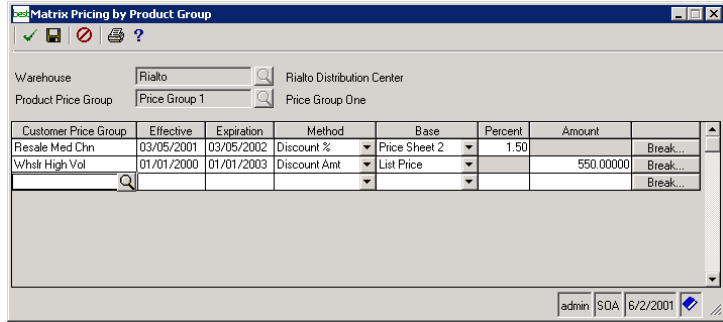 best Matrix Pricing by Product Group
?
Warehouse Rialto Rialto Distribution Center
Product Price Group Price Group 1 Price Group One
Customer Price Group Effective Expiration Method Base Percent Amount
Resale Med Chn 03/05/2001 03/05/2002 Discount % Price Sheet 2 1.50 Break...
Whslr High Vol 01/01/2000 01/01/2003 Discount Amt List Price 550.00000 Break...
Break...
admin SOA 6/2/2001